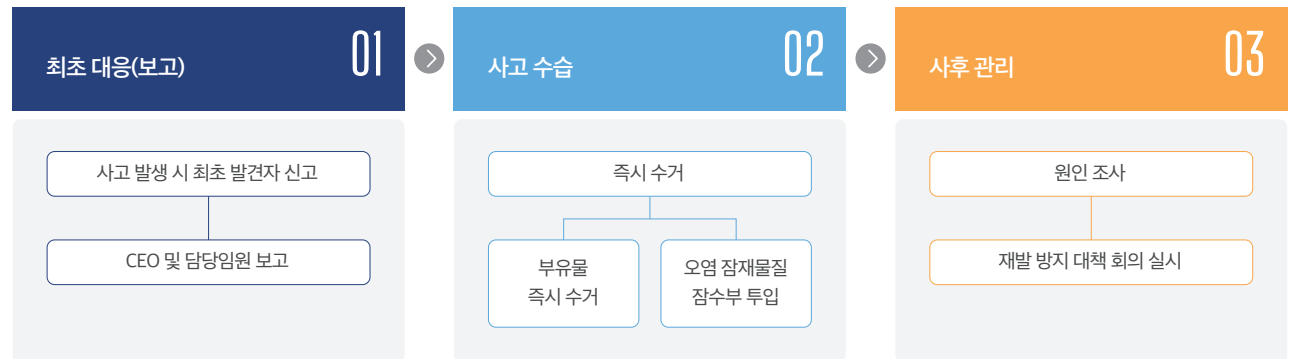 최초 대응(보고)
01
사고 발생 시 최초 발견자 신고
CEO 및 담당임원 보고
사고 수습
02
즉시 수거
부유물
즉시 수거
오염 잠재물질
잠수부 투입
사후 관리
03
원인 조사
재발 방지 대책 회의 실시